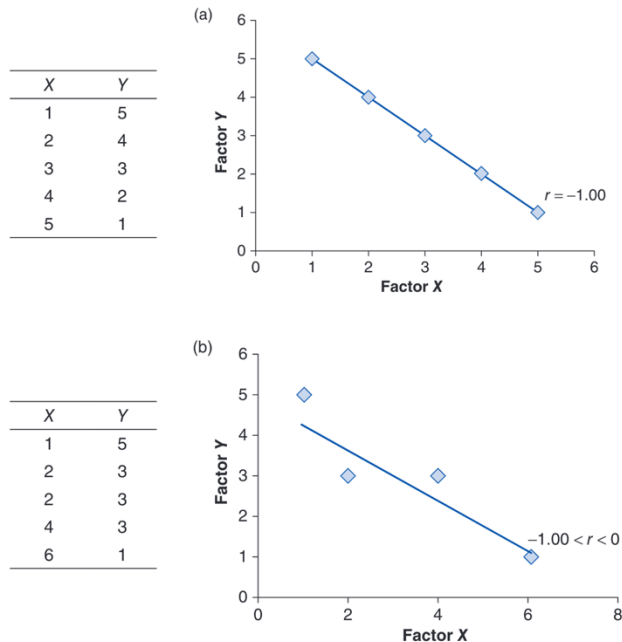 (a)
X Y
1 5
2 4
3 3
4 2
5 1
Factor Y
6
5
4
3
2
1
0
r = –1.00
0 1 2 3 4 5 6
Factor X
(b)
X Y
1 5
2 3
2 3
4 3
6 1
Factor Y
6
5
4
3
2
1
0
–1.00 < r < 0
0 2 4 6 8
Factor X